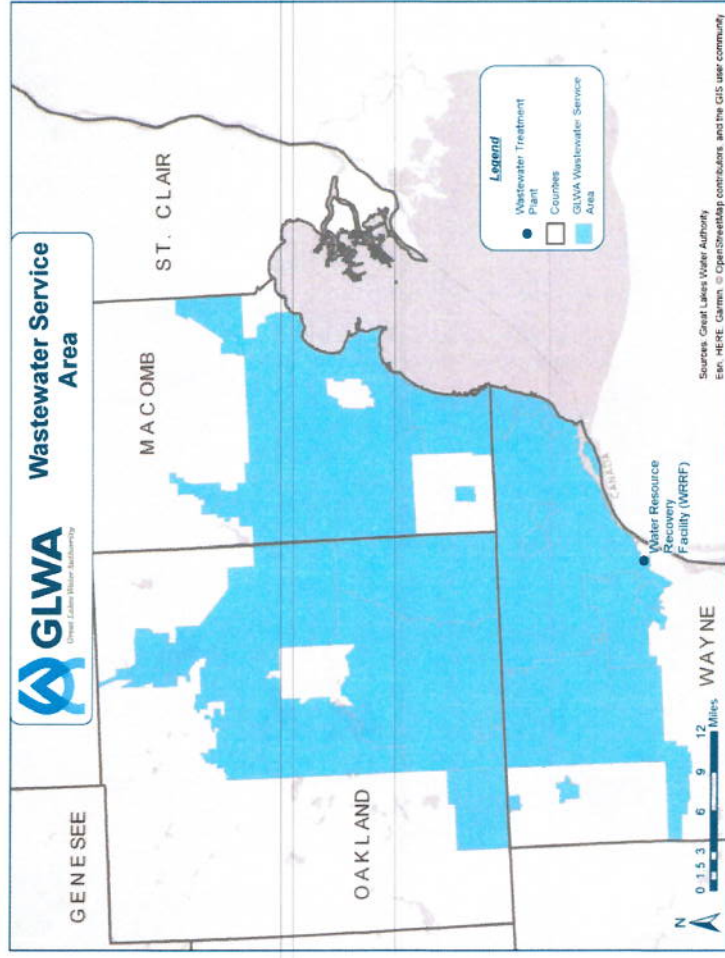 GLWA
Great Lakes Water Authority
Wastewater Service
Area
GENESEE
MACOMB
ST. CLAIR
OAKLAND
WAYNE
CANADA
Water Resource
Recovery
Facility (WRRF)
Legend
Wastewater Treatment
Plant
Counties
GLWA Wastewater Service
Area
N
0 1.5 3 6 9 12
Miles
Sources: Great Lakes Water Authority
Esri, HERE, Garmin, © OpenStreetMap contributors, and the GIS user community